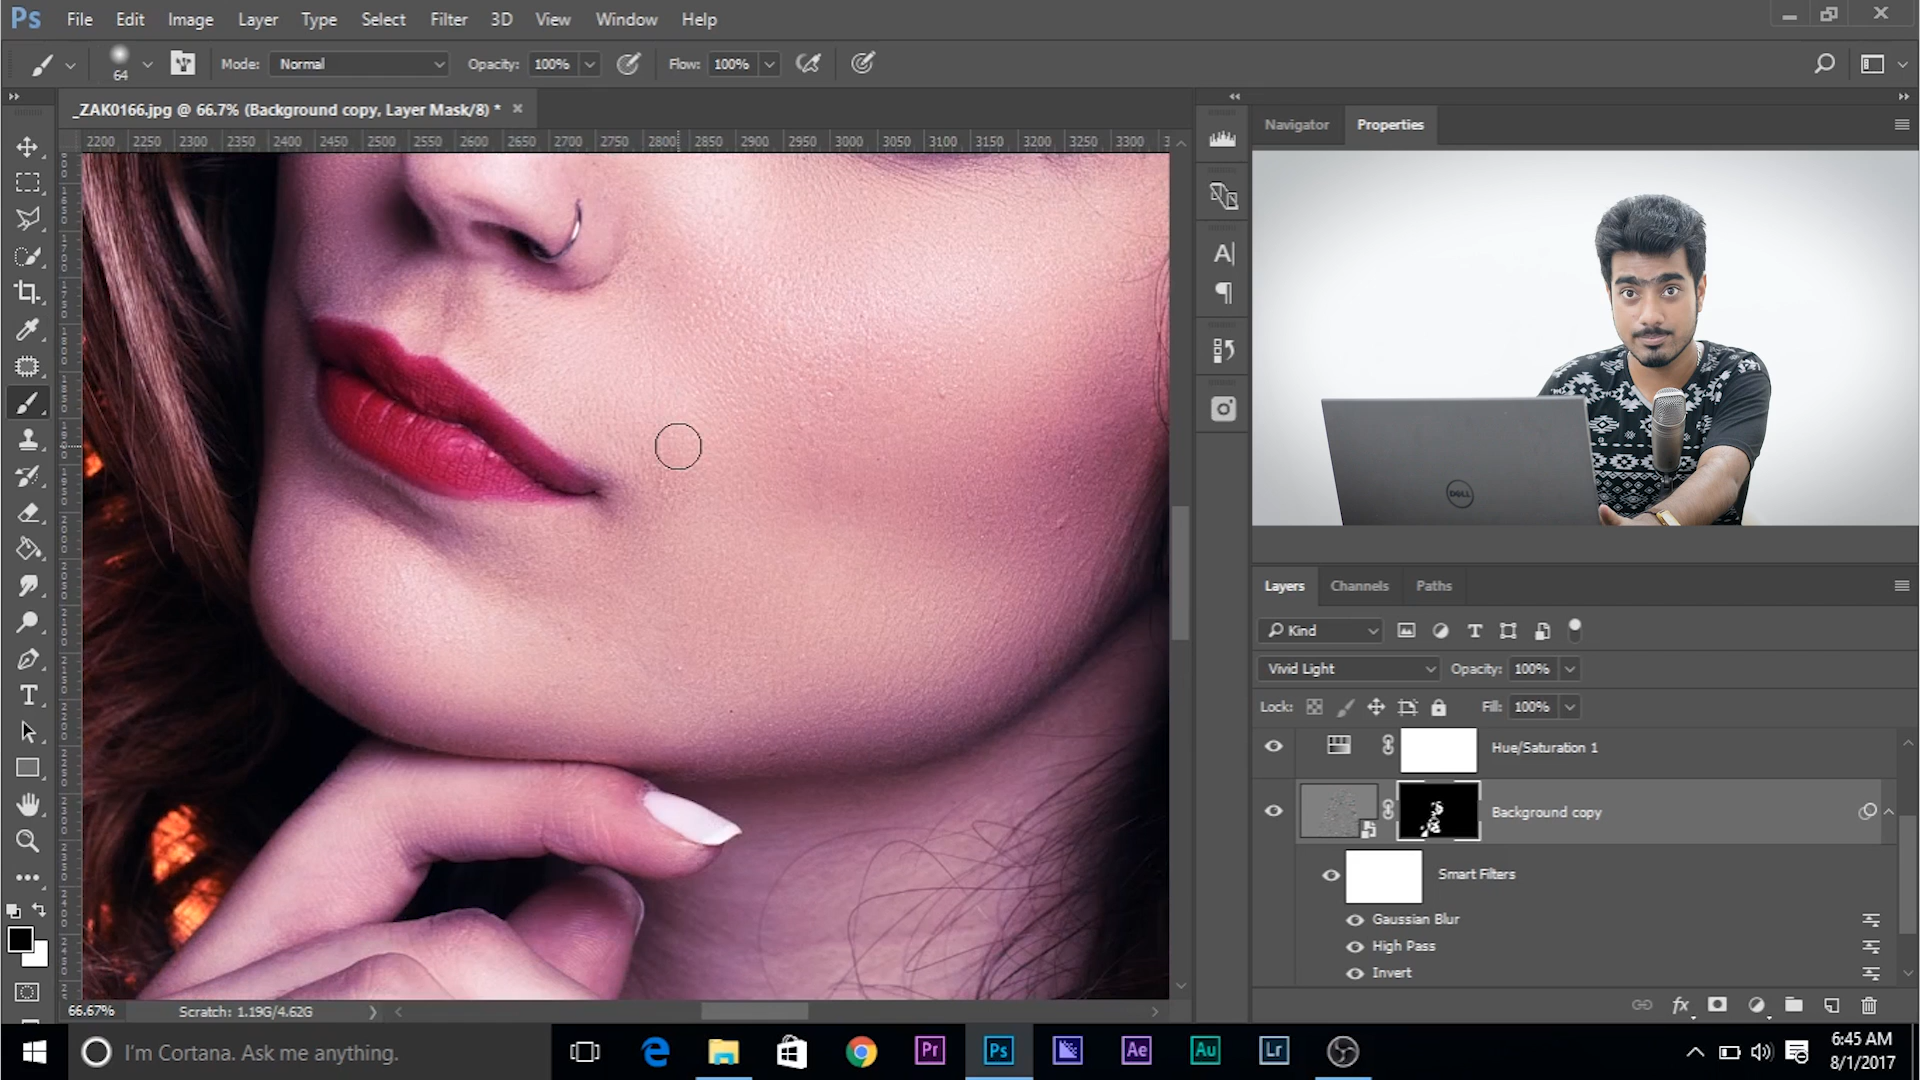 Ps File Edit Image Layer Type Select Filter 3D View Window Help
64 Mode: Normal Opacity: 100% Flow: 100%
_ZAK0166.jpg @ 66.7% (Background copy, Layer Mask/8) *
2200 2250 2300 2350 2400 2450 2500 2550 2600 2650 2700 2750 2800 2850 2900 2950 3000 3050 3100 3150 3200 3250 3300
Navigator Properties
DELL
Layers Channels Paths
Kind
Vivid Light Opacity: 100%
Lock: Fill: 100%
Hue/Saturation 1
Background copy
Smart Filters
Gaussian Blur
High Pass
Invert
66.67% Scratch: 1.19G/4.62G
I'm Cortana. Ask me anything.
Pr Ps Ae Au Lr
6:45 AM
8/1/2017